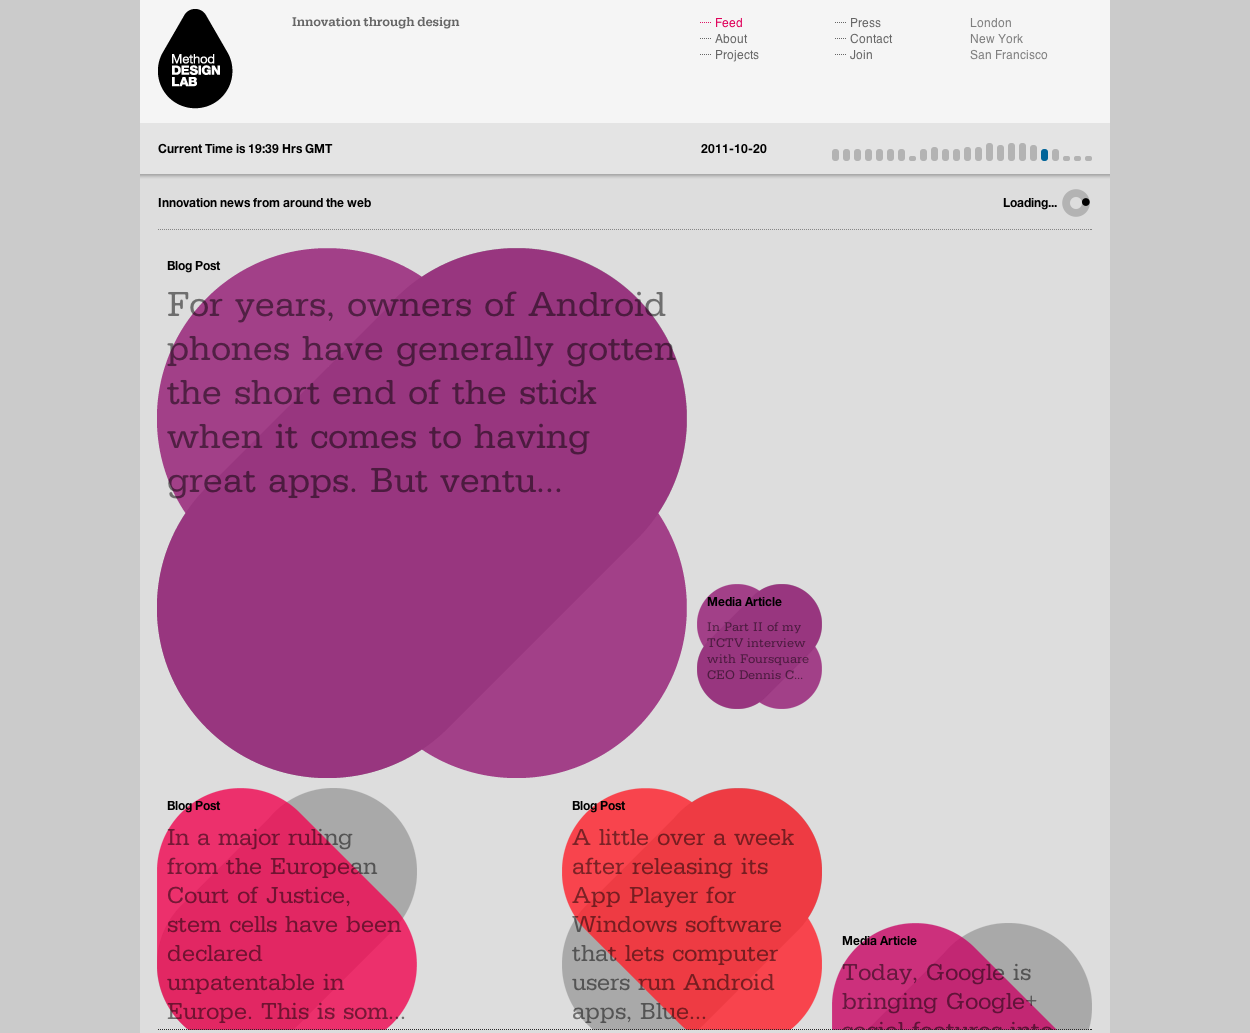 Method
DESIGN
LAB
Innovation through design
Feed
About
Projects
Press
Contact
Join
London
New York
San Francisco
Current Time is 19:39 Hrs GMT
2011-10-20
Innovation news from around the web
Loading...
Blog Post
For years, owners of Android
phones have generally gotten
the short end of the stick
when it comes to having
great apps. But ventu...
Media Article
In Part II of my
TCTV interview
with Foursquare
CEO Dennis C...
Blog Post
In a major ruling
from the European
Court of Justice,
stem cells have been
declared
unpatentable in
Europe. This is som...
Blog Post
A little over a week
after releasing its
App Player for
Windows software
that lets computer
users run Android
apps, Blue...
Media Article
Today, Google is
bringing Google+
social features into